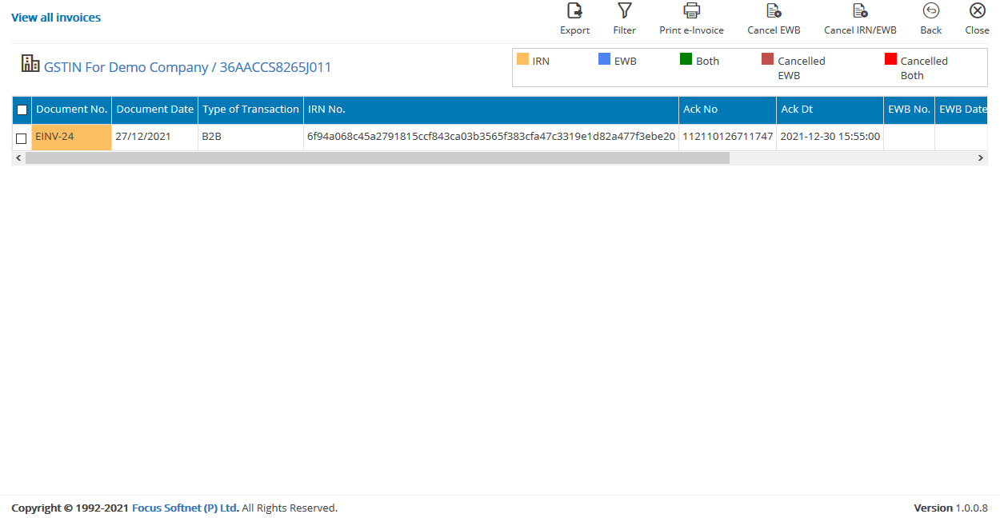 View all invoices
Export Filter Print e-Invoice Cancel EWB Cancel IRN/EWB Back Close
GSTIN For Demo Company / 36AACCS8265J011
IRN EWB Both Cancelled EWB Cancelled Both
Document No. Document Date Type of Transaction IRN No. Ack No Ack Dt EWB No. EWB Date
EINV-24 27/12/2021 B2B 6f94a068c45a2791815ccf843ca03b3565f383cfa47c3319e1d82a477f3ebe20 112110126711747 2021-12-30 15:55:00
Copyright © 1992-2021 Focus Softnet (P) Ltd. All Rights Reserved. Version 1.0.0.8